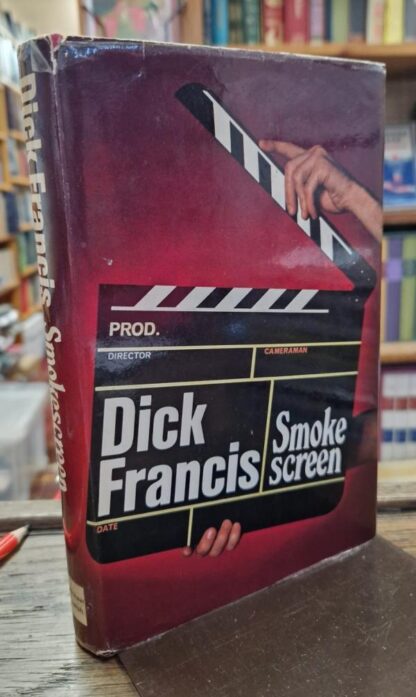 Dick Francis Smokescreen
PROD.
DIRECTOR
CAMERAMAN
Dick
Francis
Smoke
screen
DATE